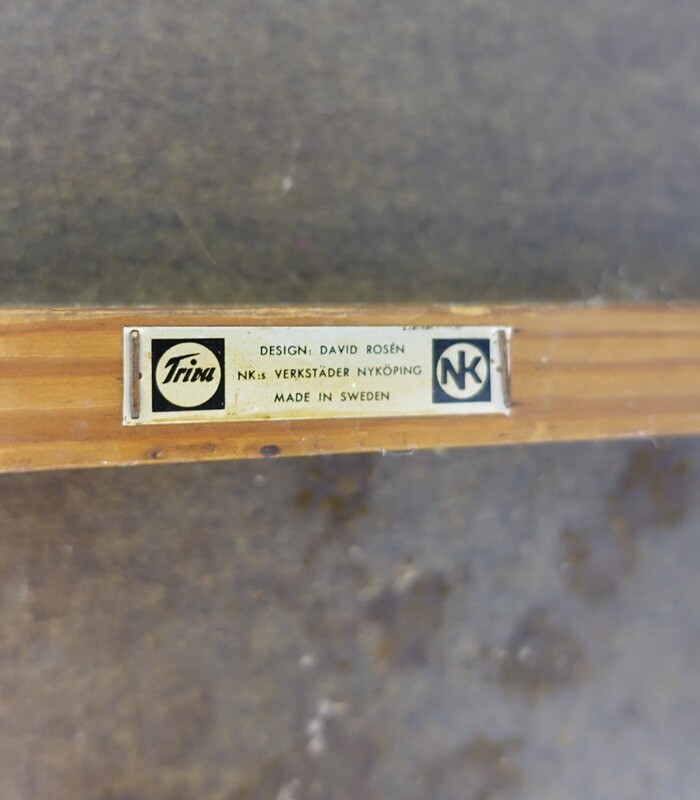 Triva
DESIGN: DAVID ROSÉN
NK:s VERKSTÄDER NYKÖPING
MADE IN SWEDEN
NK